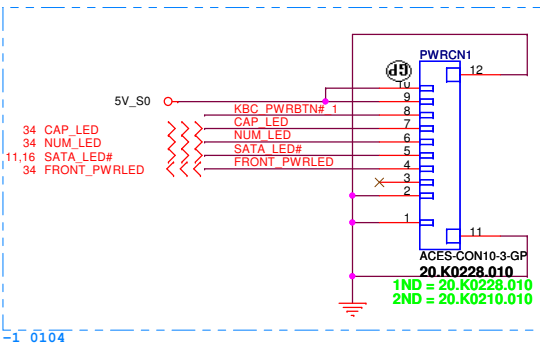 PWRCN1
GP
12
10
5V_S0
9
KBC_PWRBTN#_1
8
34 CAP_LED
CAP_LED
7
34 NUM_LED
NUM_LED
6
11,16 SATA_LED#
SATA_LED#
5
34 FRONT_PWRLED
FRONT_PWRLED
4
3
2
1
11
ACES-CON10-3-GP
20.K0228.010
1ND = 20.K0228.010
2ND = 20.K0210.010
-1 0104